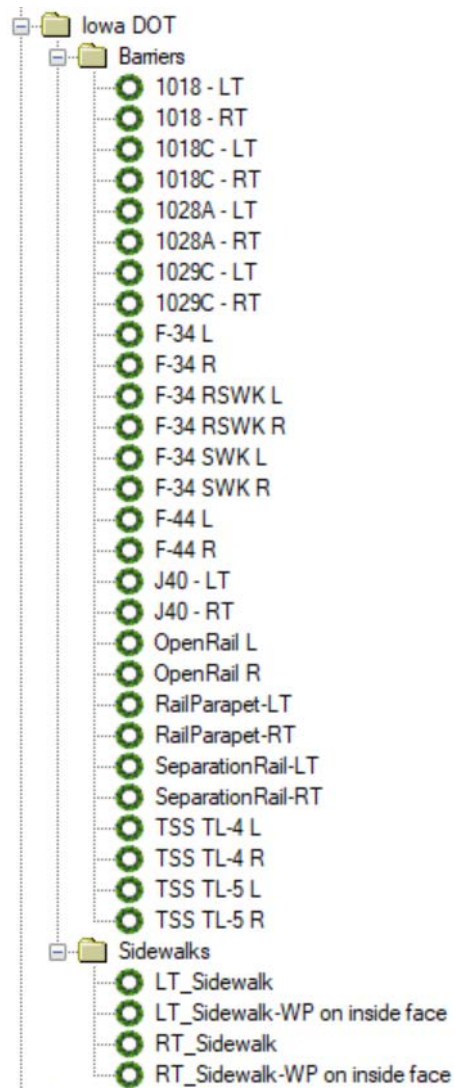 Iowa DOT
Barriers
1018 - LT
1018 - RT
1018C - LT
1018C - RT
1028A - LT
1028A - RT
1029C - LT
1029C - RT
F-34 L
F-34 R
F-34 RSWK L
F-34 RSWK R
F-34 SWK L
F-34 SWK R
F-44 L
F-44 R
J40 - LT
J40 - RT
OpenRail L
OpenRail R
RailParapet-LT
RailParapet-RT
SeparationRail-LT
SeparationRail-RT
TSS TL-4 L
TSS TL-4 R
TSS TL-5 L
TSS TL-5 R
Sidewalks
LT_Sidewalk
LT_Sidewalk-WP on inside face
RT_Sidewalk
RT_Sidewalk-WP on inside face